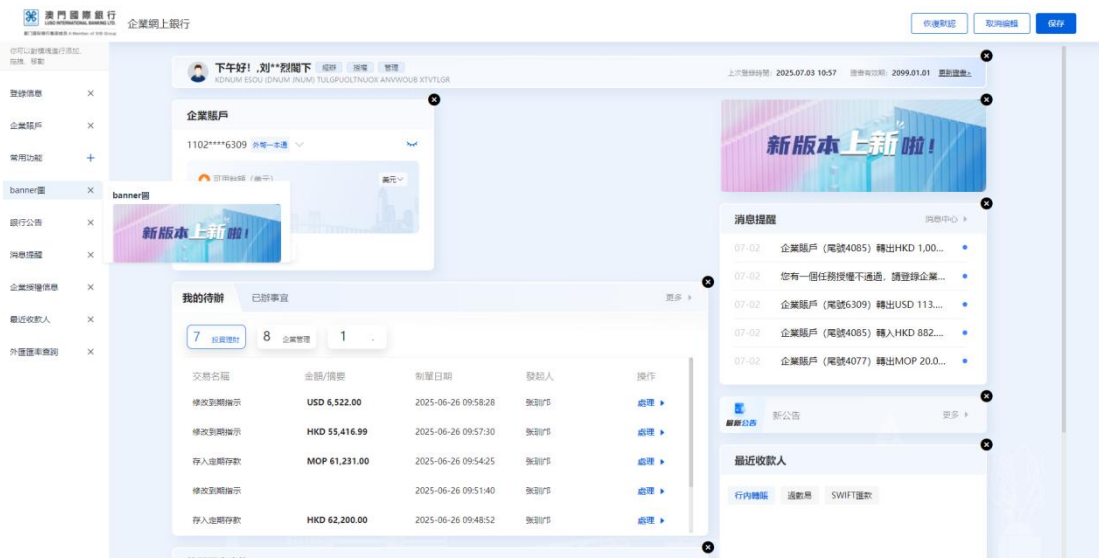 澳門國際銀行
LUSO INTERNATIONAL BANKING LTD.
企業網上銀行
恢復默認
取消編輯
保存
你可以對模塊進行添加、
拖拽、移動
登錄信息
企業賬戶
常用功能
banner圖
銀行公告
消息提醒
企業授權信息
最近收款人
外匯匯率查詢
banner圖
新版本上新啦!
下午好! ,刘**烈閣下 經辦 授權 管理
上次登錄時間: 2025.07.03 10:57 證書有效期: 2099.01.01 更新證書>
企業賬戶
1102****6309 外幣一本通
可用餘額(美元)
美元
新版本上新啦!
消息提醒
消息中心
07-02 企業賬戶(尾號4085)轉出HKD 1,00...
07-02 您有一個任務授權不通過, 請登錄企業...
07-02 企業賬戶(尾號6309)轉出USD 113....
07-02 企業賬戶(尾號4085)轉入HKD 882....
07-02 企業賬戶(尾號4077)轉出MOP 20.0...
我的待辦 已辦事宜 更多
7 投資理財 8 企業管理 1
交易名稱 金額/摘要 制單日期 發起人 操作
修改到期指示 USD 6,522.00 2025-06-26 09:58:28 處理
修改到期指示 HKD 55,416.99 2025-06-26 09:57:30 處理
存入定期存款 MOP 61,231.00 2025-06-26 09:54:25 處理
修改到期指示 2025-06-26 09:51:40 處理
存入定期存款 HKD 62,200.00 2025-06-26 09:48:52 處理
最新公告 新公告 更多
最近收款人
行内轉賬 過數易 SWIFT匯款